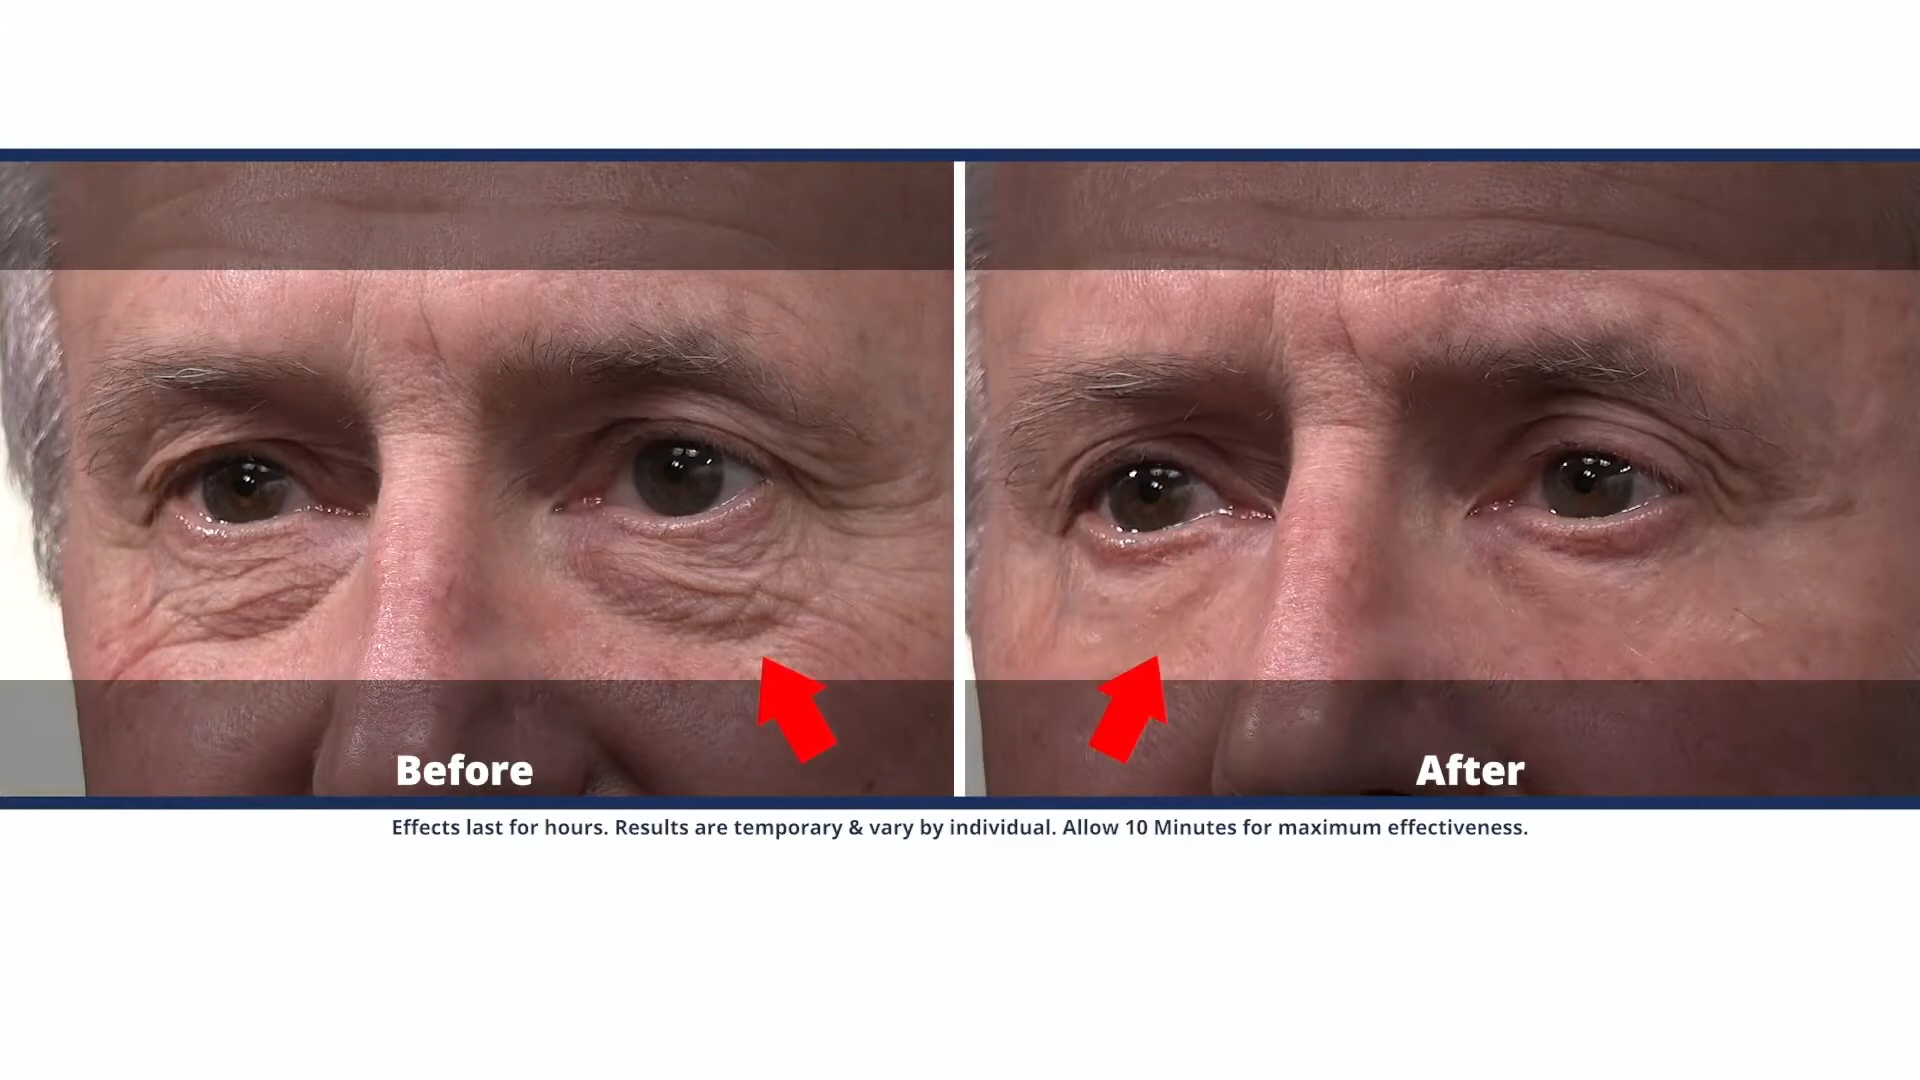 Before
After
Effects last for hours. Results are temporary & vary by individual. Allow 10 Minutes for maximum effectiveness.